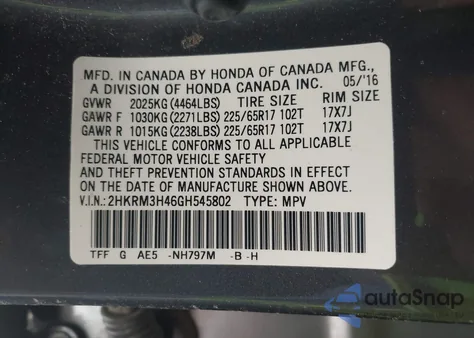 MFD. IN CANADA BY HONDA OF CANADA MFG.,
A DIVISION OF HONDA CANADA INC. 05/'16
GVWR 2025KG (4464LBS) TIRE SIZE RIM SIZE
GAWR F 1030KG (2271LBS) 225/65R17 102T 17X7J
GAWR R 1015KG (2238LBS) 225/65R17 102T 17X7J
THIS VEHICLE CONFORMS TO ALL APPLICABLE
FEDERAL MOTOR VEHICLE SAFETY
AND THEFT PREVENTION STANDARDS IN EFFECT ON
THE DATE OF MANUFACTURE SHOWN ABOVE.
V.I.N.: 2HKRM3H46GH545802 TYPE: MPV
TFF G AE5 -NH797M -B -H
autoSnap